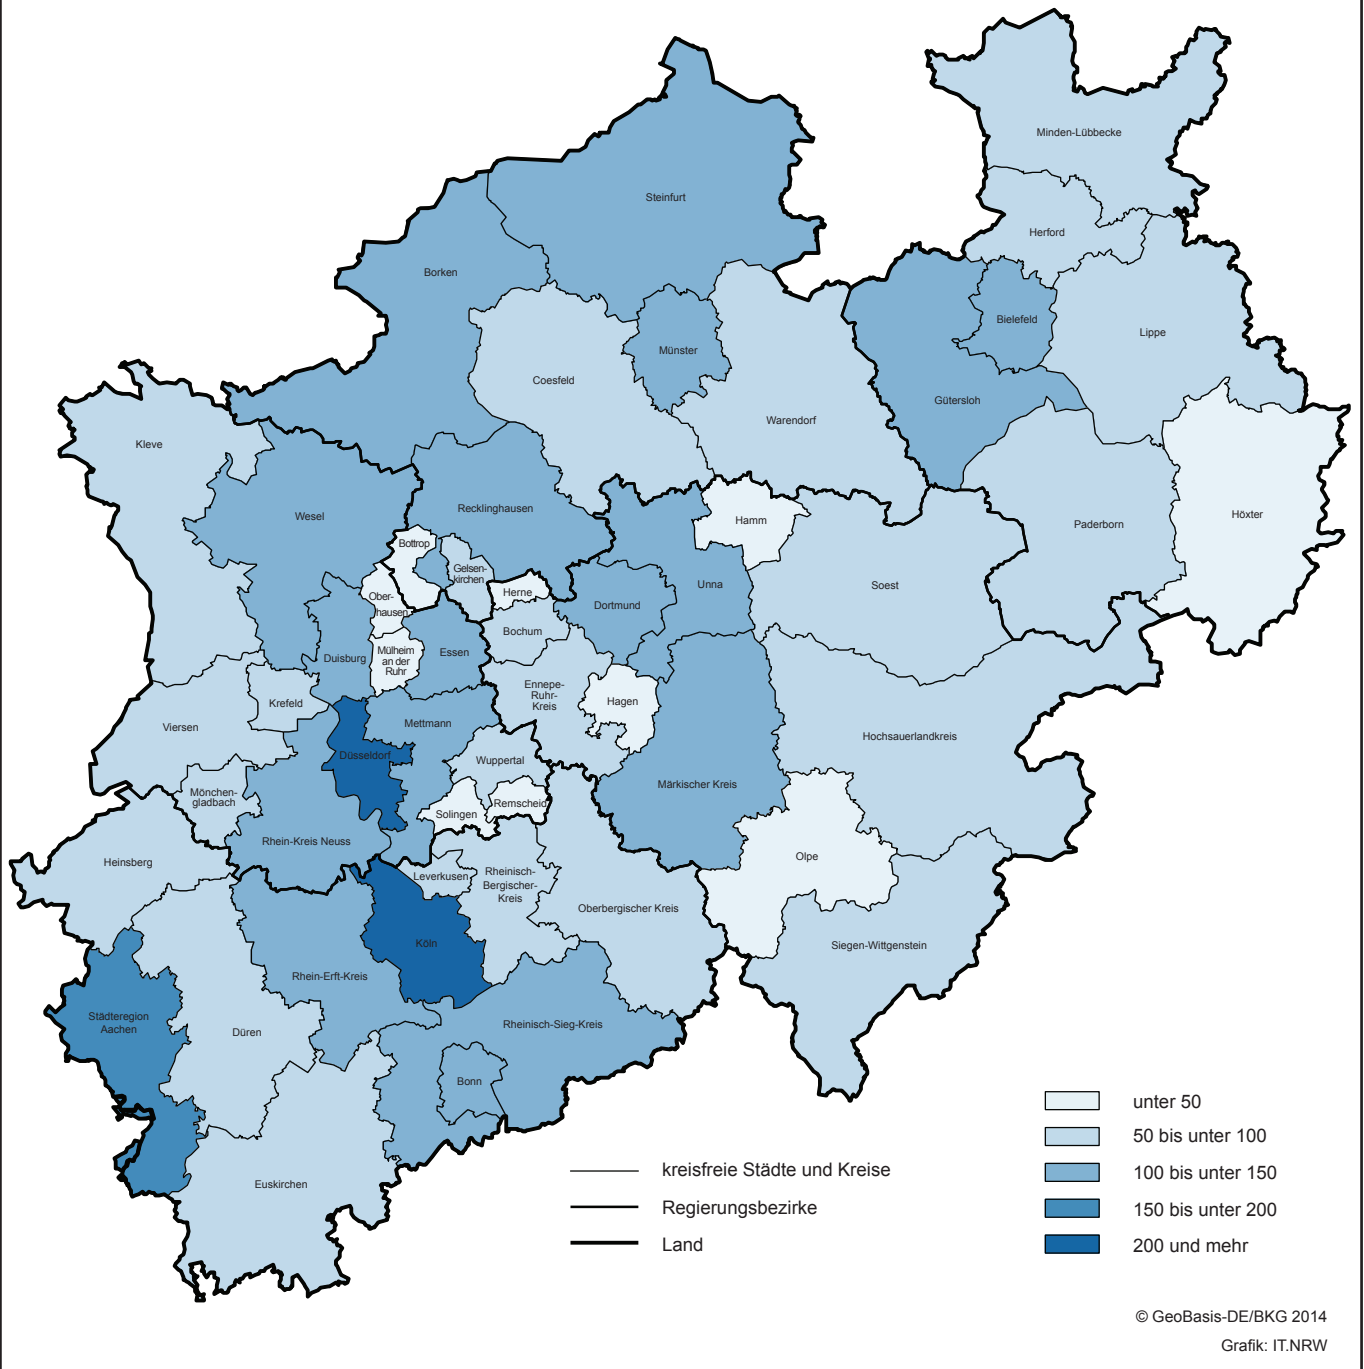 Minden-Lübbecke
Steinfurt
Herford
Borken
Bielefeld
Lippe
Münster
Coesfeld
Gütersloh
Warendorf
Kleve
Recklinghausen
Wesel
Hamm
Höxter
Paderborn
Bottrop
Gelsen-
kirchen
Unna
Soest
Herne
Ober-
hausen
Dortmund
Bochum
Mülheim
an der
Ruhr
Essen
Duisburg
Ennepe-
Ruhr-
Kreis
Hagen
Krefeld
Mettmann
Viersen
Hochsauerlandkreis
Düsseldorf
Wuppertal
Märkischer Kreis
Mönchen-
gladbach
Remscheid
Solingen
Rhein-Kreis Neuss
Olpe
Heinsberg
Leverkusen
Rheinisch-
Bergischer-
Kreis
Oberbergischer Kreis
Köln
Siegen-Wittgenstein
Rhein-Erft-Kreis
Städteregion
Aachen
Düren
Rheinisch-Sieg-Kreis
Bonn
Euskirchen
kreisfreie Städte und Kreise
Regierungsbezirke
Land
unter 50
50 bis unter 100
100 bis unter 150
150 bis unter 200
200 und mehr
© GeoBasis-DE/BKG 2014
Grafik: IT.NRW